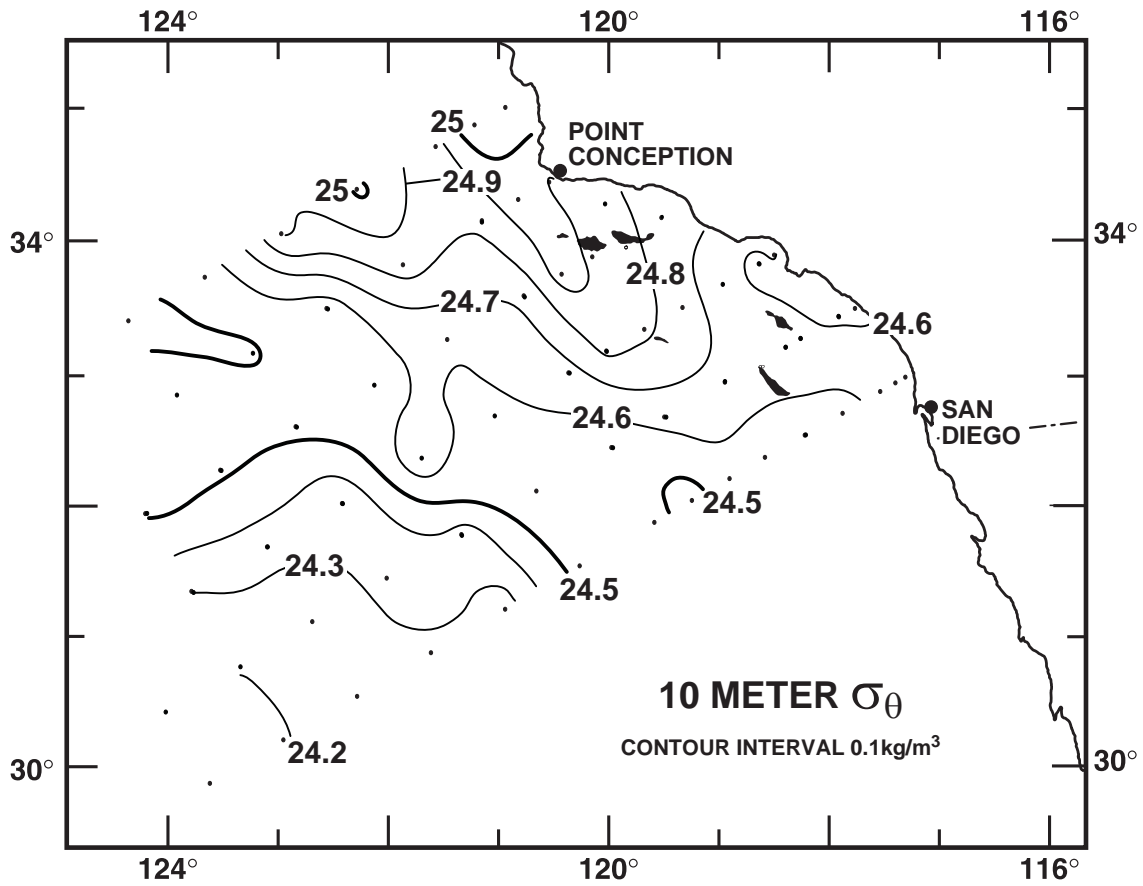 124° 120° 116°
25
POINT
CONCEPTION
24.9
25
34° 34°
24.8
24.7
24.6
24.6
SAN
DIEGO
24.5
24.3
24.5
10 METER σθ
24.2
CONTOUR INTERVAL 0.1kg/m³
30° 30°
124° 120° 116°